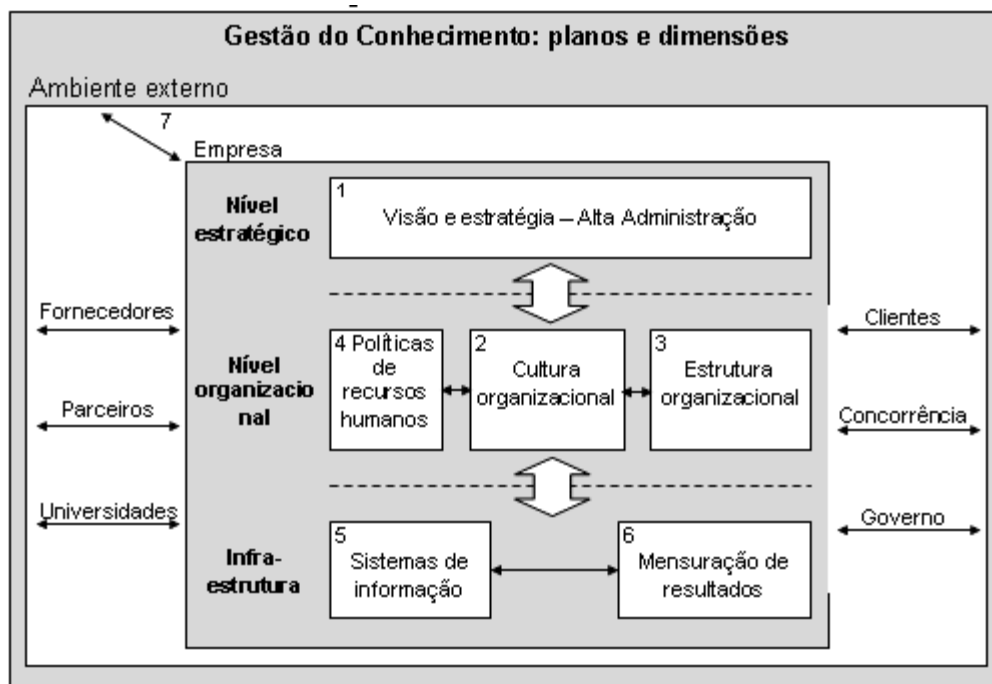 Gestão do Conhecimento: planos e dimensões
Ambiente externo
7
Empresa
Nível
estratégico
1
Visão e estratégia – Alta Administração
Fornecedores
Parceiros
Universidades
Nível
organizacio
nal
4 Políticas
de
recursos
humanos
2
Cultura
organizacional
3
Estrutura
organizacional
Clientes
Concorrência
Governo
Infra-
estrutura
5
Sistemas de
informação
6
Mensuração de
resultados